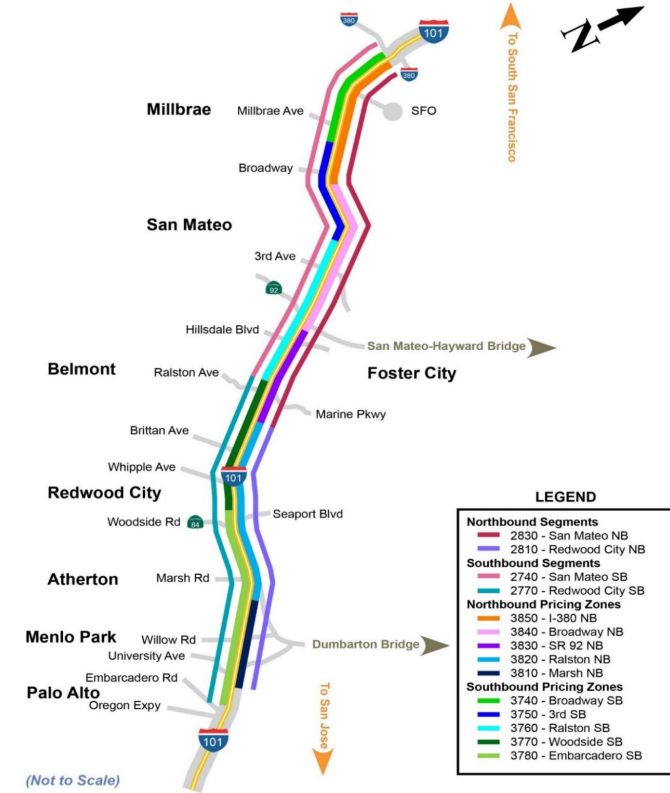 380
101
N
To South San Francisco
380
Millbrae
Millbrae Ave
SFO
Broadway
San Mateo
3rd Ave
92
Hillsdale Blvd
San Mateo-Hayward Bridge
Belmont
Ralston Ave
Foster City
Marine Pkwy
Brittan Ave
Whipple Ave
101
Redwood City
Seaport Blvd
Woodside Rd
84
Atherton
Marsh Rd
Menlo Park
Willow Rd
Dumbarton Bridge
University Ave
Embarcadero Rd
Palo Alto
Oregon Expy
To San Jose
101
(Not to Scale)
LEGEND
Northbound Segments
2830 - San Mateo NB
2810 - Redwood City NB
Southbound Segments
2740 - San Mateo SB
2770 - Redwood City SB
Northbound Pricing Zones
3850 - I-380 NB
3840 - Broadway NB
3830 - SR 92 NB
3820 - Ralston NB
3810 - Marsh NB
Southbound Pricing Zones
3740 - Broadway SB
3750 - 3rd SB
3760 - Ralston SB
3770 - Woodside SB
3780 - Embarcadero SB